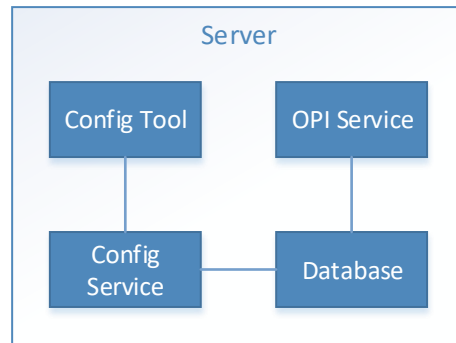 Server
Config Tool
OPI Service
Config
Service
Database